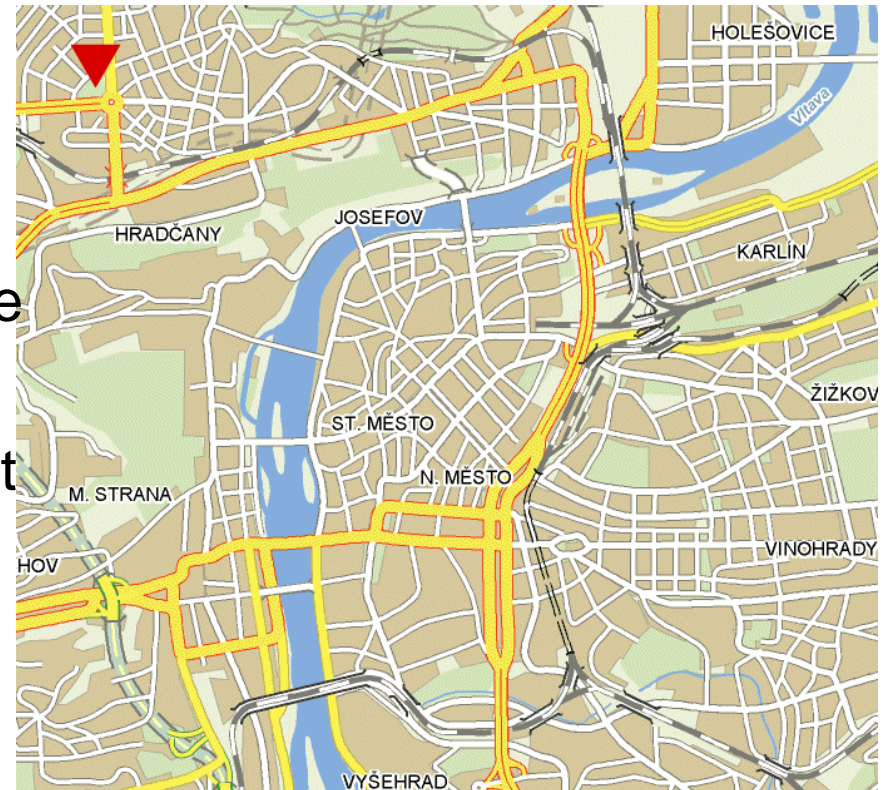 HOLEŠOVICE
Vltava
JOSEFOV
HRADČANY
KARLÍN
e
ŽIŽKOV
ST. MĚSTO
t
N. MĚSTO
M. STRANA
VINOHRADY
HOV
VYŠEHRAD